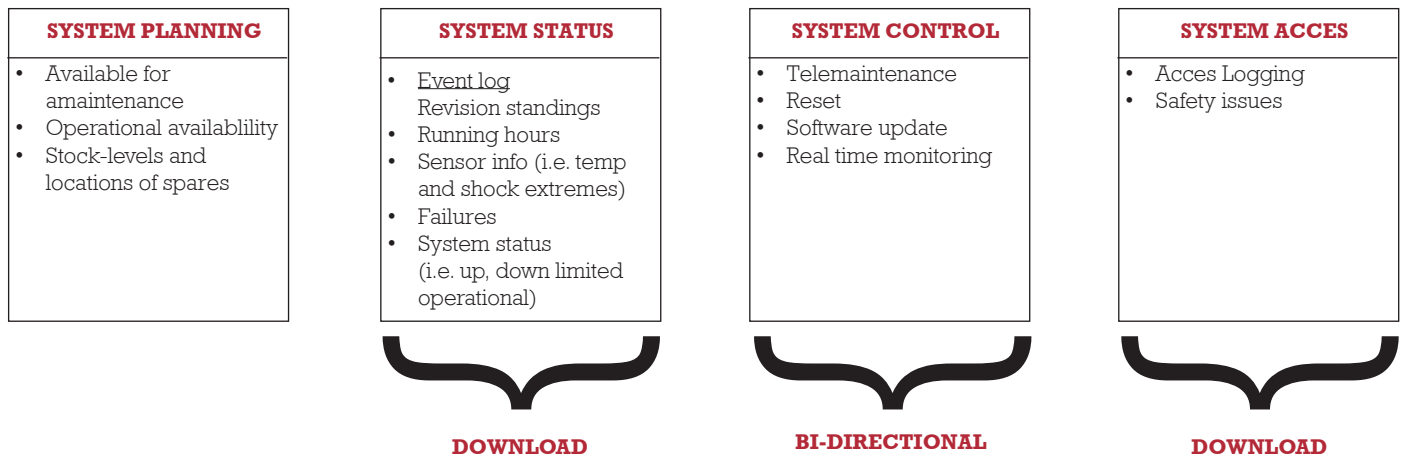 SYSTEM PLANNING
• Available for
amaintenance
• Operational availablility
• Stock-levels and
locations of spares
SYSTEM STATUS
• Event log
Revision standings
• Running hours
• Sensor info (i.e. temp
and shock extremes)
• Failures
• System status
(i.e. up, down limited
operational)
DOWNLOAD
SYSTEM CONTROL
• Telemaintenance
• Reset
• Software update
• Real time monitoring
BI-DIRECTIONAL
SYSTEM ACCES
• Acces Logging
• Safety issues
DOWNLOAD